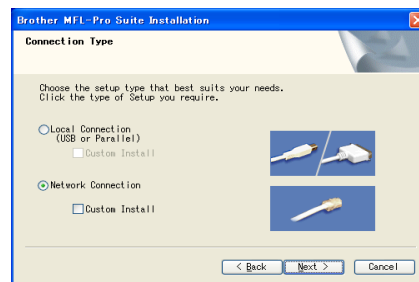 Brother MFL-Pro Suite Installation
Connection Type
Choose the setup type that best suits your needs.
Click the type of Setup you require.
Local Connection
(USB or Parallel)
Custom Install
Network Connection
Custom Install
< Back
Next >
Cancel